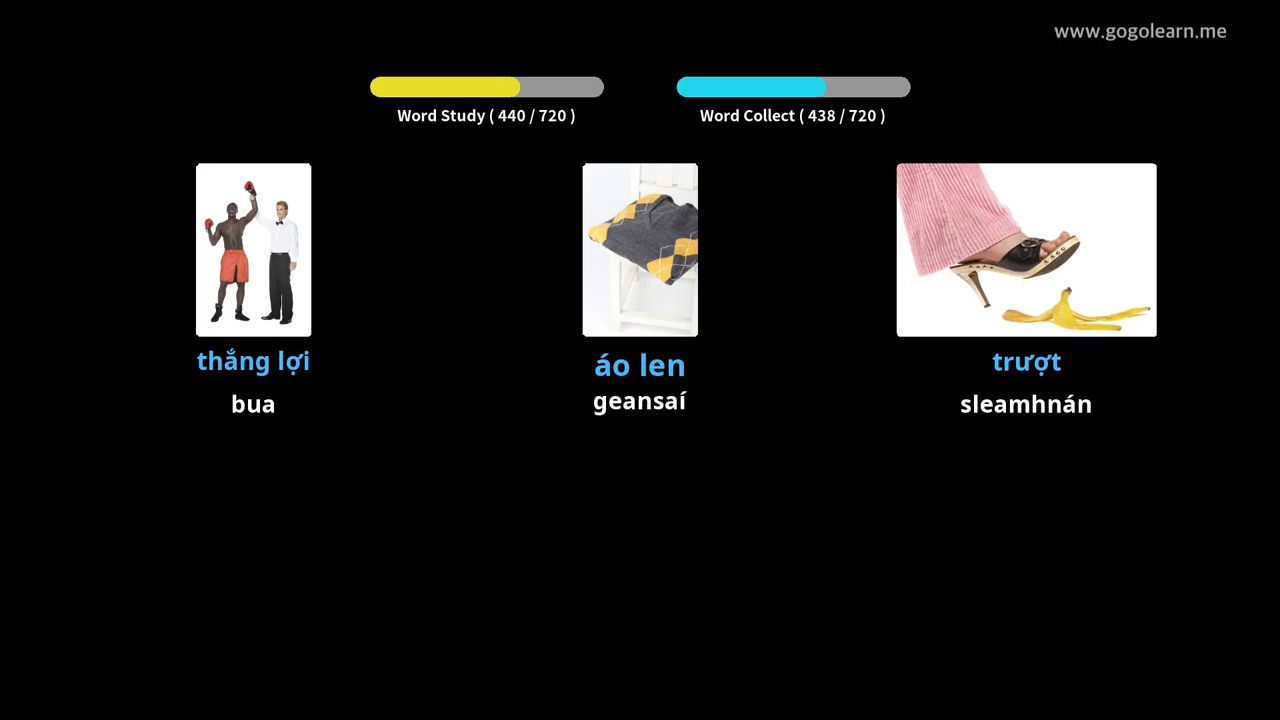 www.gogolearn.me
Word Study ( 440 / 720 )
Word Collect ( 438 / 720 )
thắng lợi
bua
áo len
geansaí
trượt
sleamhnán